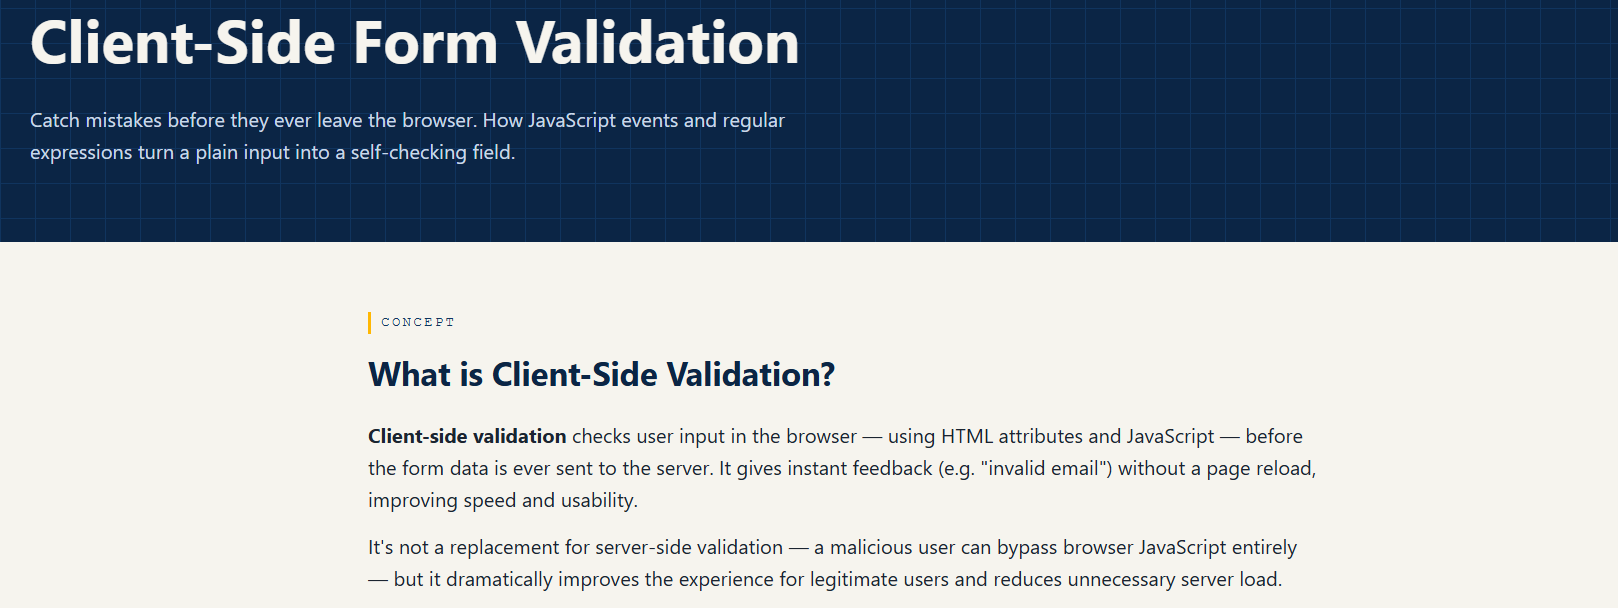 Client-Side Form Validation
Catch mistakes before they ever leave the browser. How JavaScript events and regular
expressions turn a plain input into a self-checking field.
CONCEPT
What is Client-Side Validation?
Client-side validation checks user input in the browser — using HTML attributes and JavaScript — before
the form data is ever sent to the server. It gives instant feedback (e.g. "invalid email") without a page reload,
improving speed and usability.
It's not a replacement for server-side validation — a malicious user can bypass browser JavaScript entirely
— but it dramatically improves the experience for legitimate users and reduces unnecessary server load.